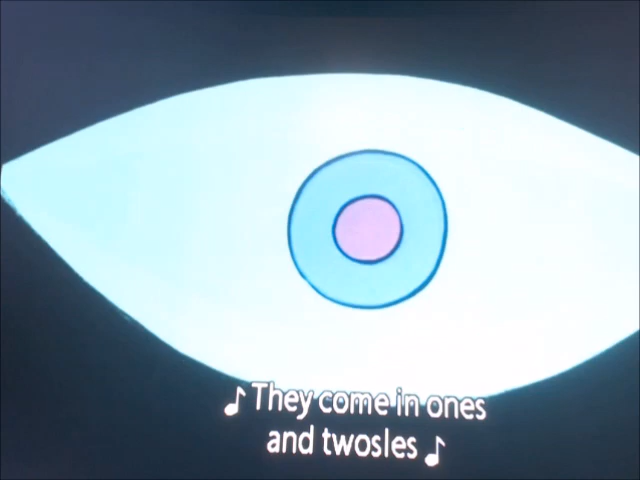 ♪ They come in ones
and twosles ♪